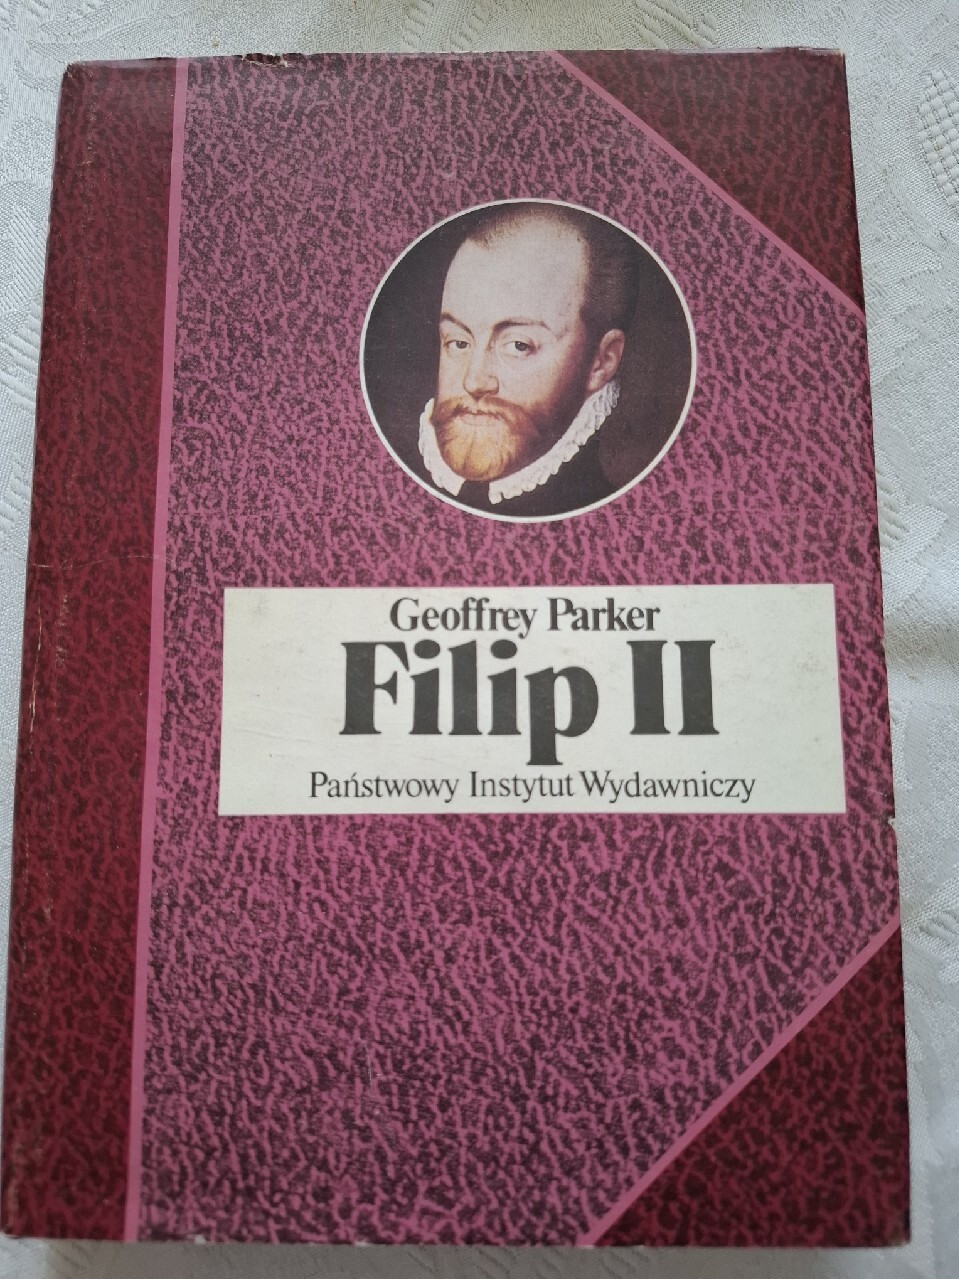 Geoffrey Parker
Filip II
Państwowy Instytut Wydawniczy